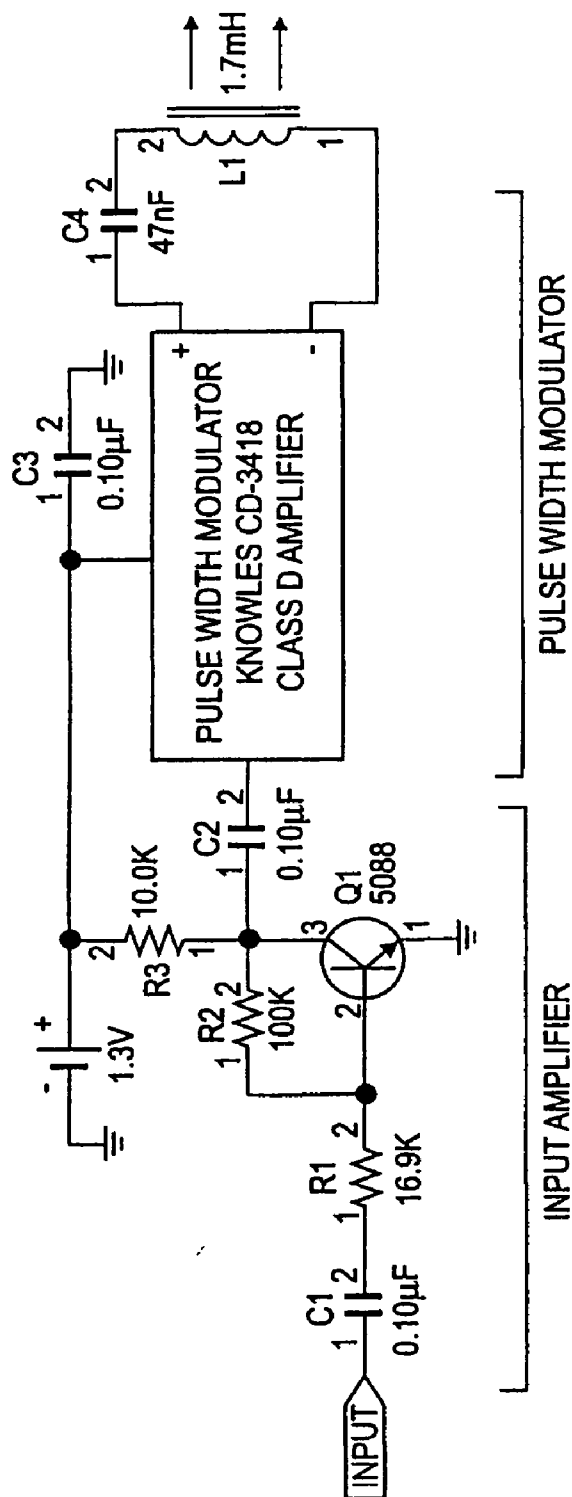 INPUT
1
C1
2
0.10µF
1
R1
2
16.9K
1
R2
2
100K
2
3
1
Q1
5088
-
+
1.3V
2
10.0K
R3
1
1
C2
2
0.10µF
1
C3
2
0.10µF
PULSE WIDTH MODULATOR
KNOWLES CD-3418
CLASS D AMPLIFIER
+
-
1
C4
2
47nF
2
L1
1
1.7mH
INPUT AMPLIFIER
PULSE WIDTH MODULATOR